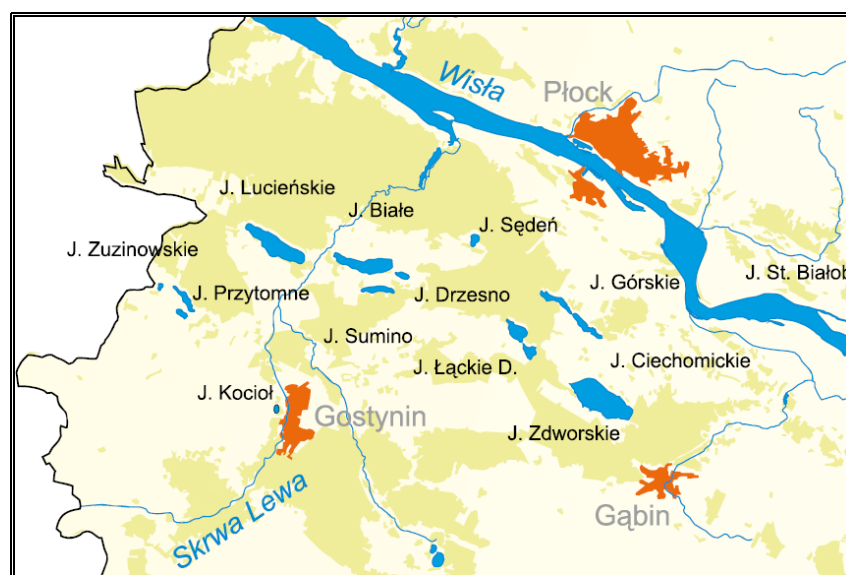 Wisła
Płock
J. Lucieńskie
J. Białe
J. Sędeń
J. Zuzinowskie
J. Przytomne
J. Drzesno
J. Górskie
J. St. Białob
J. Sumino
J. Łąckie D.
J. Ciechomickie
J. Kocioł
Gostynin
J. Zdworskie
Skrwa Lewa
Gąbin